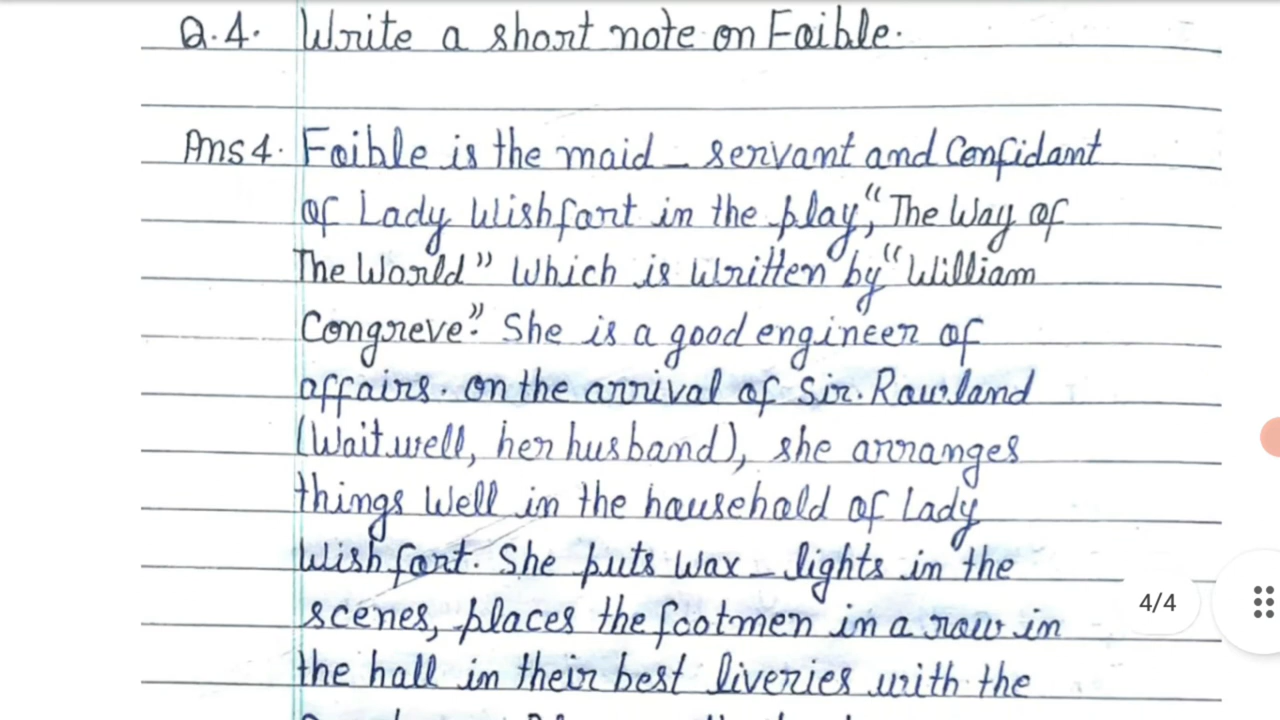 Q.4. Write a short note on Foible.
Ans 4. Foible is the maid - servant and Confidant
of Lady Wishfort in the play, "The Way of
The World" Which is written by "William
Congreve". She is a good engineer of
affairs. on the arrival of Sir. Rowland
(Waitwell, her husband), she arranges
things Well in the household of Lady
Wishfort. She puts wax - lights in the
scenes, places the footmen in a row in
the hall in their best liveries with the
4/4